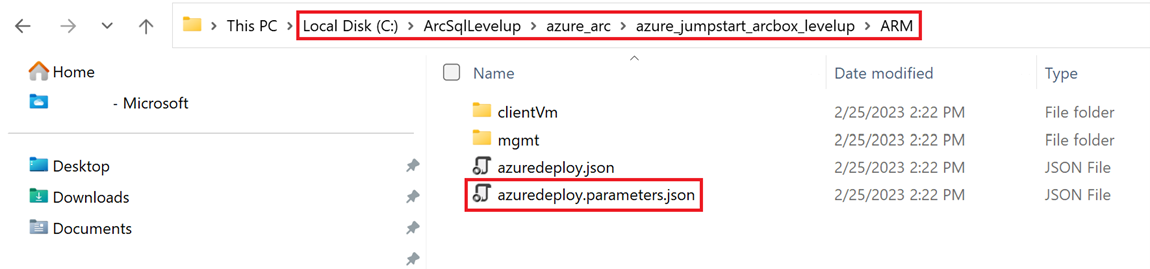 This PC > Local Disk (C:) > ArcSqlLevelup > azure_arc > azure_jumpstart_arcbox_levelup > ARM
Home
- Microsoft
Desktop
Downloads
Documents
Name Date modified Type
clientVm 2/25/2023 2:22 PM File folder
mgmt 2/25/2023 2:22 PM File folder
azuredeploy.json 2/25/2023 2:22 PM JSON File
azuredeploy.parameters.json 2/25/2023 2:22 PM JSON File